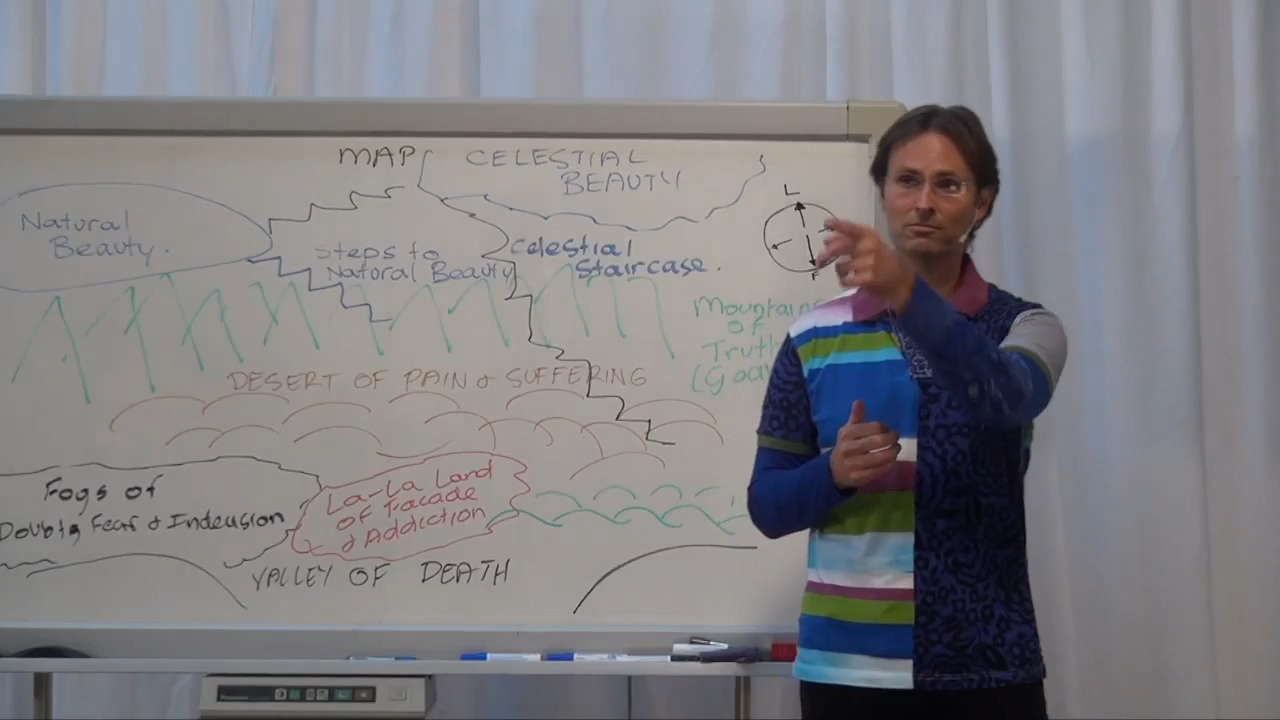 MAP
CELESTIAL
BEAUTY
L
Natural
Beauty.
Steps to
Natural Beauty
Celestial
Staircase.
F
Mountains
of
Truth
DESERT OF PAIN & SUFFERING
Fogs of
Doubt, Fear & Indecision
La-La Land
of Facade
& Addiction
VALLEY OF DEATH
Panasonic